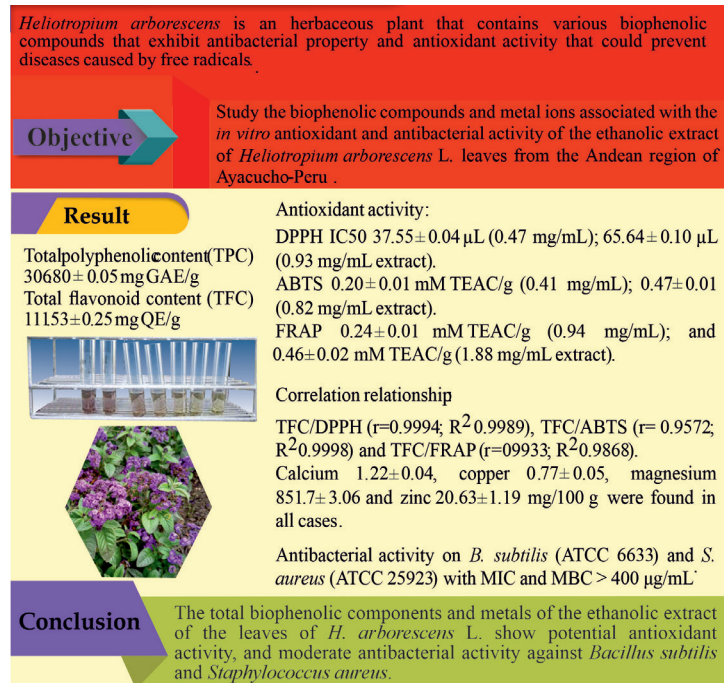 Heliotropium arborescens is an herbaceous plant that contains various biophenolic
compounds that exhibit antibacterial property and antioxidant activity that could prevent
diseases caused by free radicals.
Objective
Study the biophenolic compounds and metal ions associated with the
in vitro antioxidant and antibacterial activity of the ethanolic extract
of Heliotropium arborescens L. leaves from the Andean region of
Ayacucho-Peru .
Result
Totalpolyphenoliccontent(TPC)
30680± 0.05 mg GAE/g
Total flavonoid content (TFC)
11153±0.25 mg QE/g
Antioxidant activity:
DPPH IC50 37.55± 0.04 µL (0.47 mg/mL); 65.64± 0.10 µL
(0.93 mg/mL extract).
ABTS 0.20±0.01 mM TEAC/g (0.41 mg/mL); 0.47±0.01
(0.82 mg/mL extract).
FRAP 0.24±0.01 mM TEAC/g (0.94 mg/mL); and
0.46±0.02 mM TEAC/g (1.88 mg/mL extract).
Correlation relationship
TFC/DPPH (r=0.9994; R² 0.9989), TFC/ABTS (r= 0.9572;
R² 0.9998) and TFC/FRAP (r=09933; R² 0.9868).
Calcium 1.22±0.04, copper 0.77±0.05, magnesium
851.7±3.06 and zinc 20.63±1.19 mg/100 g were found in
all cases.
Antibacterial activity on B. subtilis (ATCC 6633) and S.
aureus (ATCC 25923) with MIC and MBC > 400 µg/mL
Conclusion
The total biophenolic components and metals of the ethanolic extract
of the leaves of H. arborescens L. show potential antioxidant
activity, and moderate antibacterial activity against Bacillus subtilis
and Staphylococcus aureus.